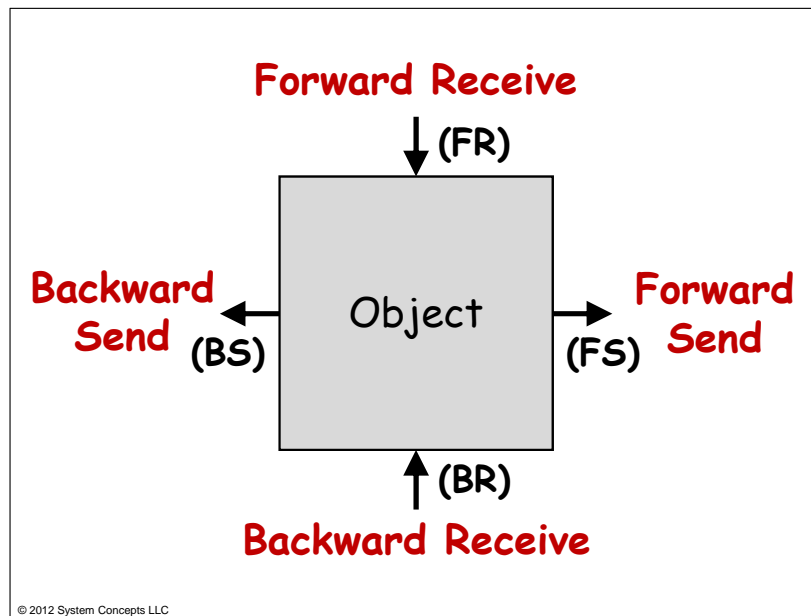 Forward Receive
(FR)
Backward
Send
(BS)
Object
Forward
Send
(FS)
(BR)
Backward Receive
© 2012 System Concepts LLC